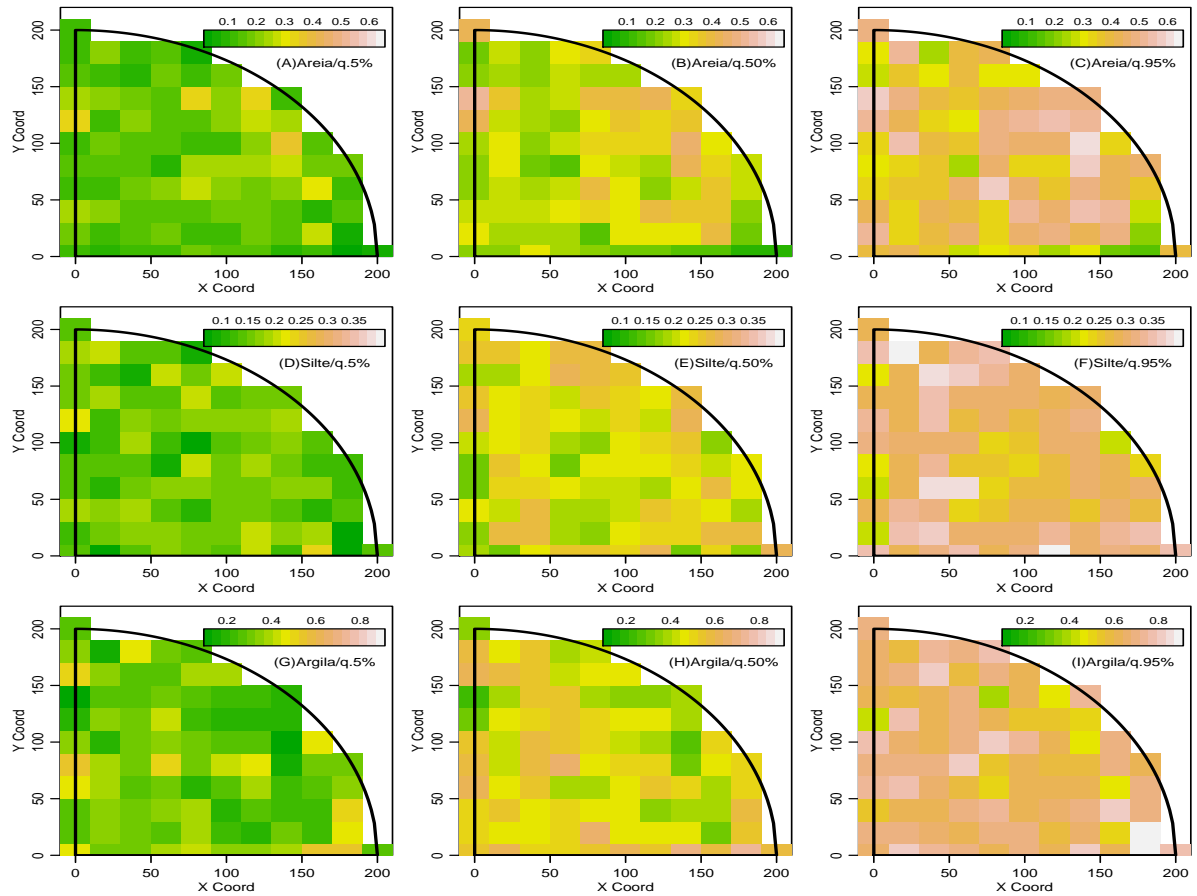 0.1 0.2 0.3 0.4 0.5 0.6
(A)Areia/q.5%
Y Coord
0 50 100 150 200
0 50 100 150 200
X Coord
0.1 0.2 0.3 0.4 0.5 0.6
(B)Areia/q.50%
Y Coord
0 50 100 150 200
0 50 100 150 200
X Coord
0.1 0.2 0.3 0.4 0.5 0.6
(C)Areia/q.95%
Y Coord
0 50 100 150 200
0 50 100 150 200
X Coord
0.1 0.15 0.2 0.25 0.3 0.35
(D)Silte/q.5%
Y Coord
0 50 100 150 200
0 50 100 150 200
X Coord
0.1 0.15 0.2 0.25 0.3 0.35
(E)Silte/q.50%
Y Coord
0 50 100 150 200
0 50 100 150 200
X Coord
0.1 0.15 0.2 0.25 0.3 0.35
(F)Silte/q.95%
Y Coord
0 50 100 150 200
0 50 100 150 200
X Coord
0.2 0.4 0.6 0.8
(G)Argila/q.5%
Y Coord
0 50 100 150 200
0 50 100 150 200
X Coord
0.2 0.4 0.6 0.8
(H)Argila/q.50%
Y Coord
0 50 100 150 200
0 50 100 150 200
X Coord
0.2 0.4 0.6 0.8
(I)Argila/q.95%
Y Coord
0 50 100 150 200
0 50 100 150 200
X Coord